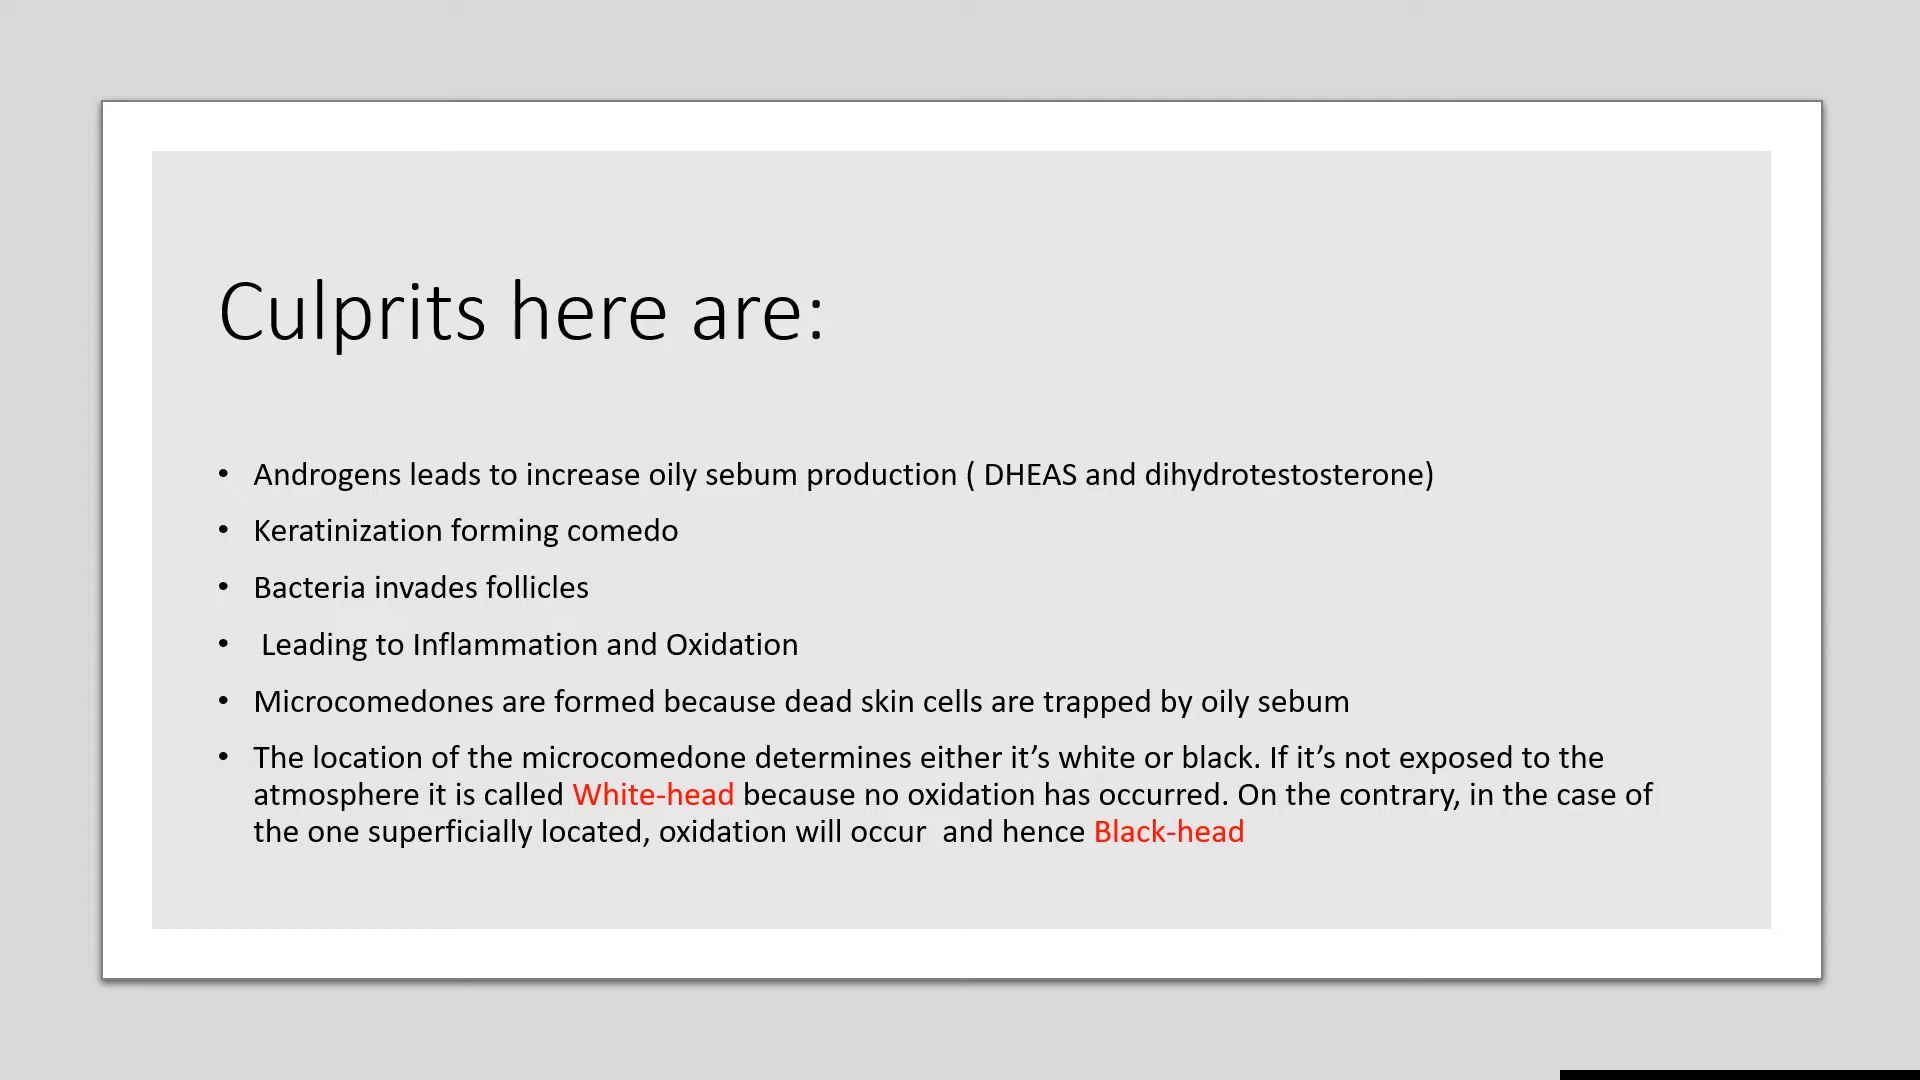 Culprits here are:
• Androgens leads to increase oily sebum production ( DHEAS and dihydrotestosterone)
• Keratinization forming comedo
• Bacteria invades follicles
• Leading to Inflammation and Oxidation
• Microcomedones are formed because dead skin cells are trapped by oily sebum
• The location of the microcomedone determines either it’s white or black. If it’s not exposed to the
atmosphere it is called White-head because no oxidation has occurred. On the contrary, in the case of
the one superficially located, oxidation will occur  and hence Black-head